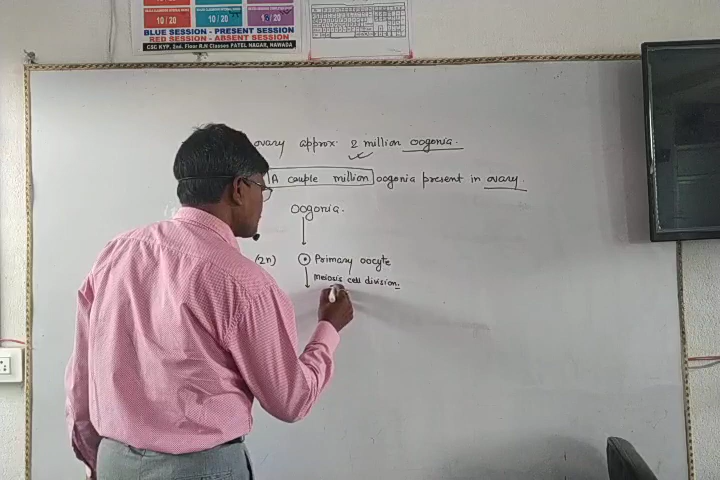 10/20 10/20
BLUE SESSION - PRESENT SESSION
RED SESSION - ABSENT SESSION
CSC KYP. 2nd. Floor R.N Classes PATEL NAGAR, NAWADA
ovary approx. 2 million oogonia.
A couple million oogonia present in ovary.
Oogonia.
(2n) Primary oocyte
meiosis cell division.